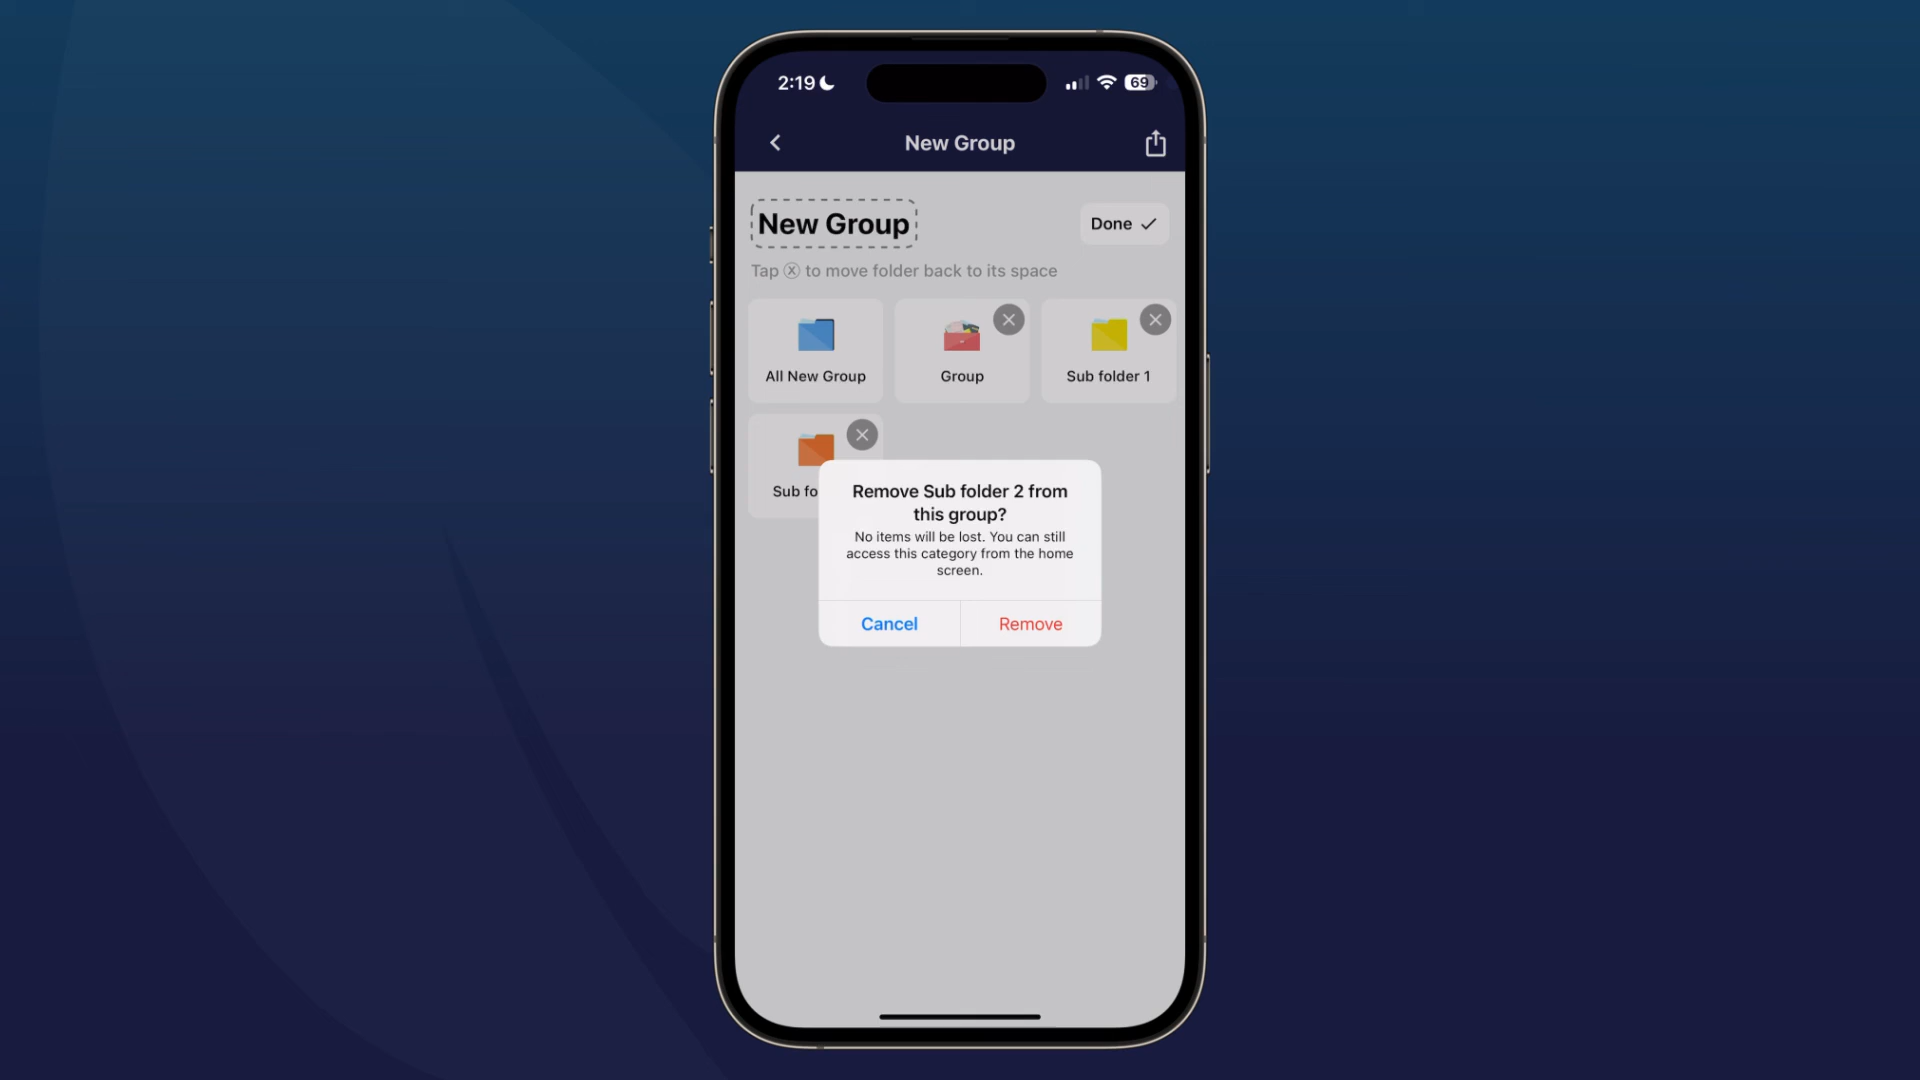 2:19
69
New Group
New Group
Done
Tap ⓧ to move folder back to its space
All New Group
Group
Sub folder 1
Sub fo
Remove Sub folder 2 from
this group?
No items will be lost. You can still
access this category from the home
screen.
Cancel
Remove